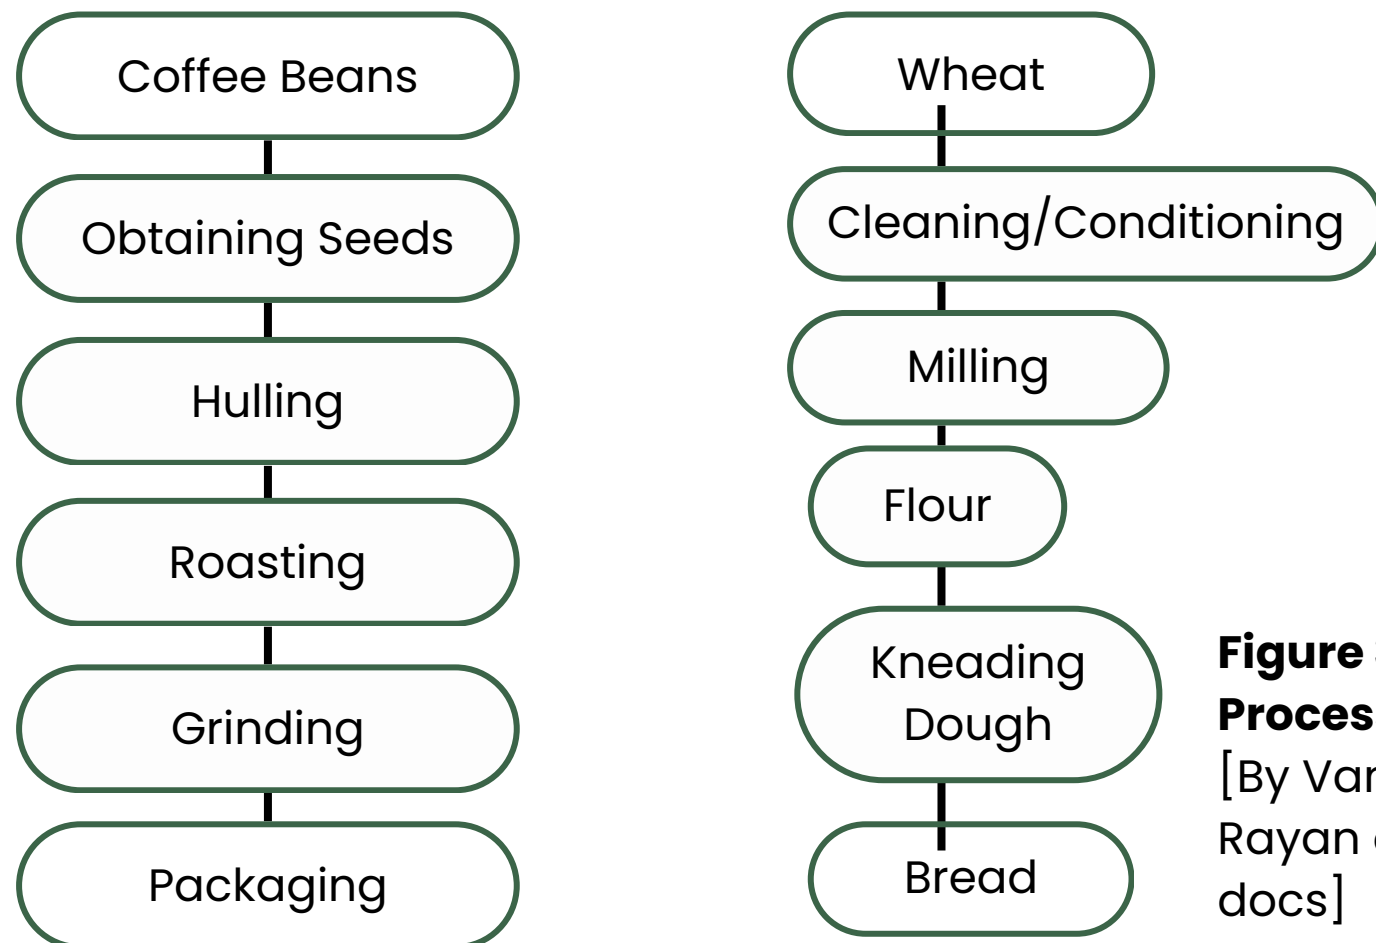 Coffee Beans
Obtaining Seeds
Hulling
Roasting
Grinding
Packaging
Wheat
Cleaning/Conditioning
Milling
Flour
Kneading
Dough
Bread
Figure
Proces
[By Var
Rayan
docs]